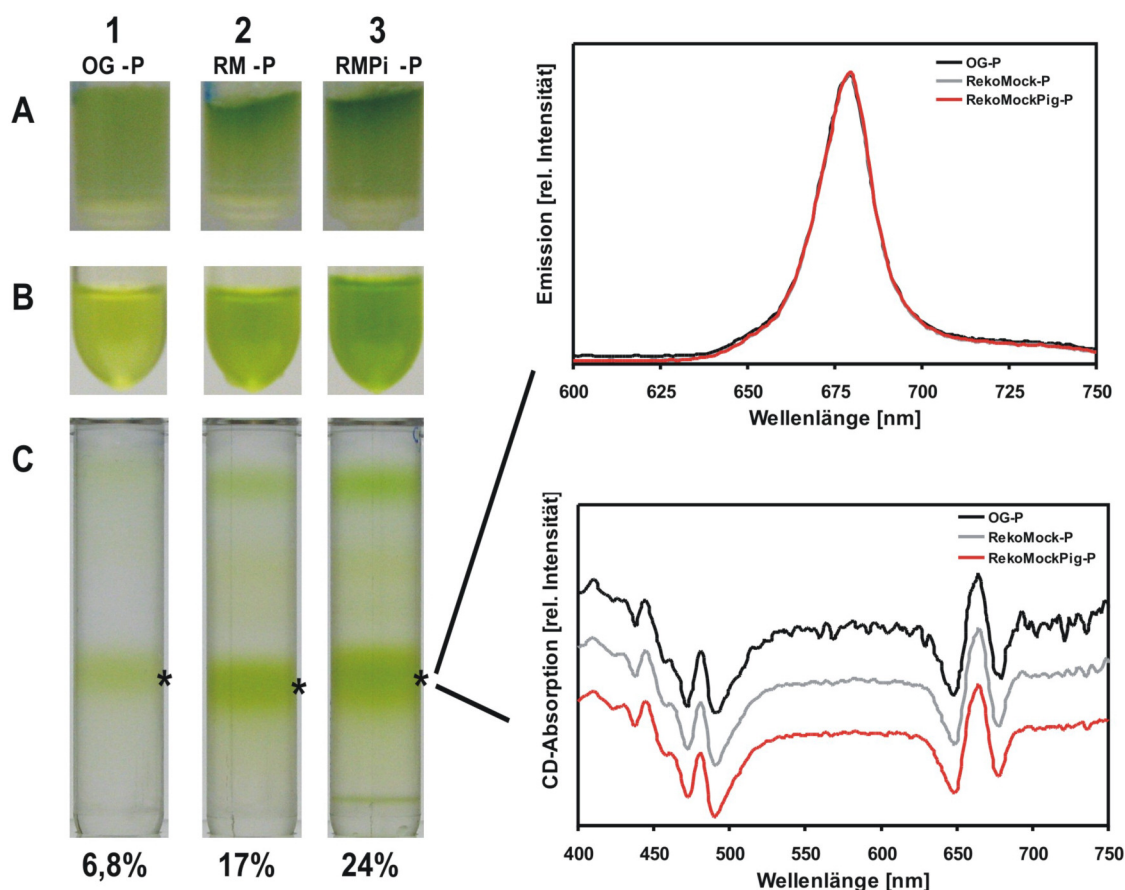 1 2 3
OG -P RM -P RMPi -P
A
B
C
* * *
6,8% 17% 24%
OG-P
RekoMock-P
RekoMockPig-P
Emission [rel. Intensität]
600 625 650 675 700 725 750
Wellenlänge [nm]
OG-P
RekoMock-P
RekoMockPig-P
CD-Absorption [rel. Intensität]
400 450 500 550 600 650 700 750
Wellenlänge [nm]